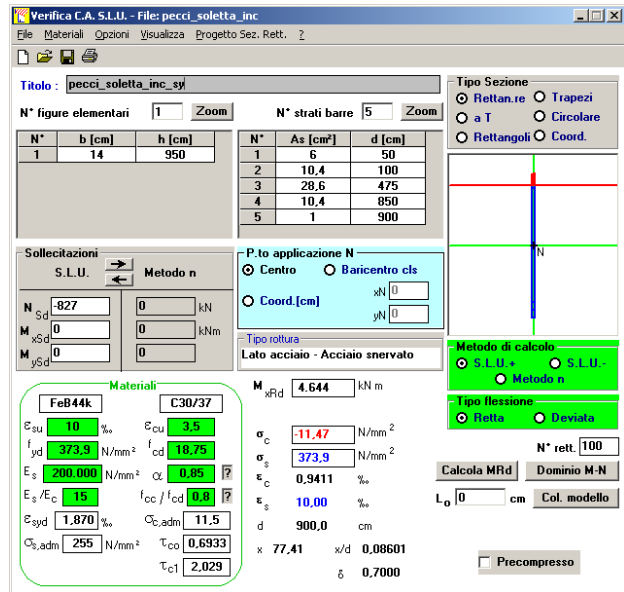 Verifica C.A. S.L.U. - File: pecci_soletta_inc
File Materiali Opzioni Visualizza Progetto Sez. Rett. ?
Titolo : pecci_soletta_inc_sy
N° figure elementari 1 Zoom N° strati barre 5 Zoom
N° b [cm] h [cm]
1 14 950
N° As [cm²] d [cm]
1 6 50
2 10,4 100
3 28,6 475
4 10,4 850
5 1 900
Tipo Sezione
Rettan.re Trapezi
a T Circolare
Rettangoli Coord.
N
Sollecitazioni
S.L.U. Metodo n
N Sd -827 0 kN
M xSd 0 0 kNm
M ySd 0 0
P.to applicazione N
Centro Baricentro cls
Coord.[cm] xN 0
yN 0
Tipo rottura
Lato acciaio - Acciaio snervato
Metodo di calcolo
S.L.U.+ S.L.U.-
Metodo n
Tipo flessione
Retta Deviata
Materiali
FeB44k C30/37
εsu 10 ‰ εcu 3,5
fyd 373,9 N/mm² fcd 18,75
Es 200.000 N/mm² α 0,85 ?
Es/Ec 15 fcc / fcd 0,8 ?
εsyd 1,870 ‰ σc,adm 11,5
σs,adm 255 N/mm² τco 0,6933
τc1 2,029
M xRd 4.644 kN m
σc -11,47 N/mm²
σs 373,9 N/mm²
εc 0,9411 ‰
εs 10,00 ‰
d 900,0 cm
x 77,41 x/d 0,08601
δ 0,7000
N° rett. 100
Calcola MRd Dominio M-N
Lo 0 cm Col. modello
Precompresso